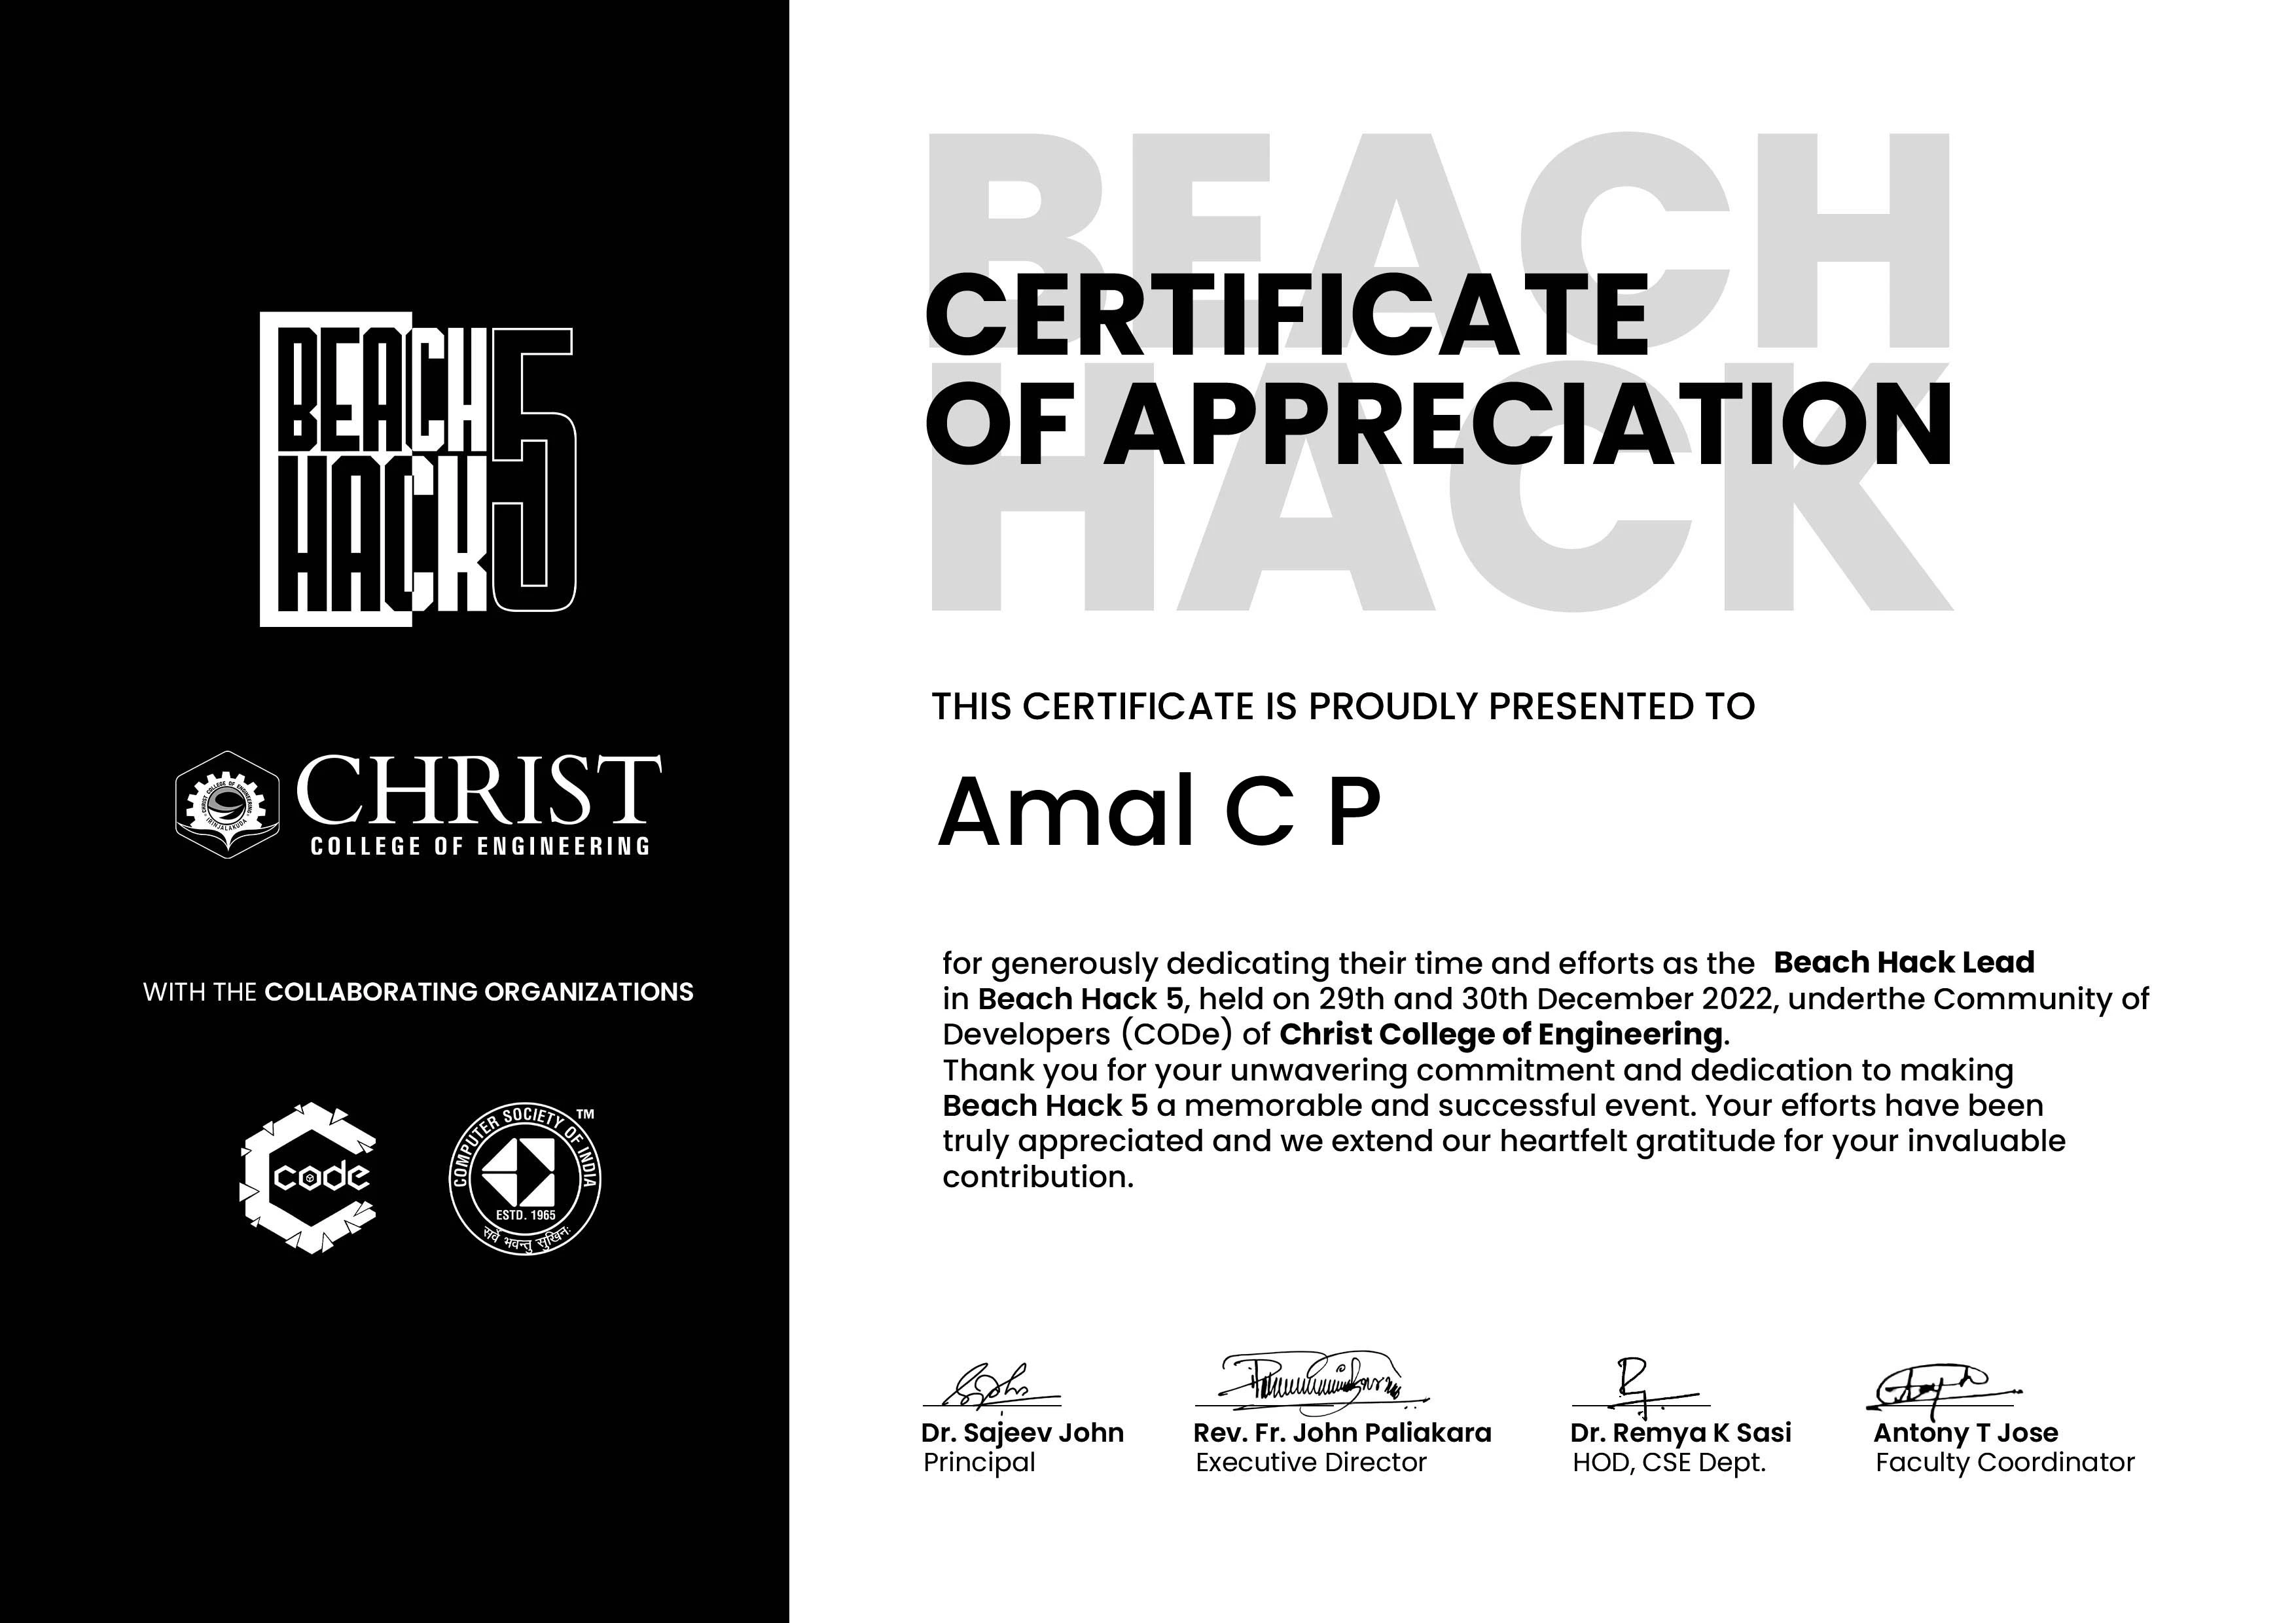 BEACH
HACK
5
CHRIST
COLLEGE OF ENGINEERING
CHRIST COLLEGE OF ENGINEERING
IRINJALAKUDA
WITH THE COLLABORATING ORGANIZATIONS
code
COMPUTER SOCIETY OF INDIA
TM
ESTD. 1965
सर्वे भवन्तु सुखिनः
BEACH
HACK
CERTIFICATE
OF APPRECIATION
THIS CERTIFICATE IS PROUDLY PRESENTED TO
Amal C P
for generously dedicating their time and efforts as the Beach Hack Lead
in Beach Hack 5, held on 29th and 30th December 2022, underthe Community of
Developers (CODe) of Christ College of Engineering.
Thank you for your unwavering commitment and dedication to making
Beach Hack 5 a memorable and successful event. Your efforts have been
truly appreciated and we extend our heartfelt gratitude for your invaluable
contribution.
Dr. Sajeev John
Principal
Rev. Fr. John Paliakara
Executive Director
Dr. Remya K Sasi
HOD, CSE Dept.
Antony T Jose
Faculty Coordinator